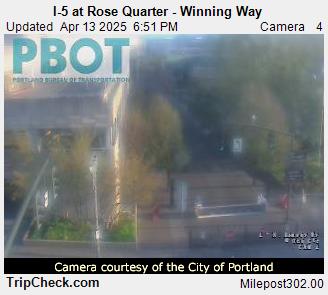 I-5 at Rose Quarter - Winning Way
Updated Apr 13 2025 6:51 PM Camera 4
PBOT
PORTLAND BUREAU OF TRANSPORTATION
Camera courtesy of the City of Portland
TripCheck.com Milepost302.00